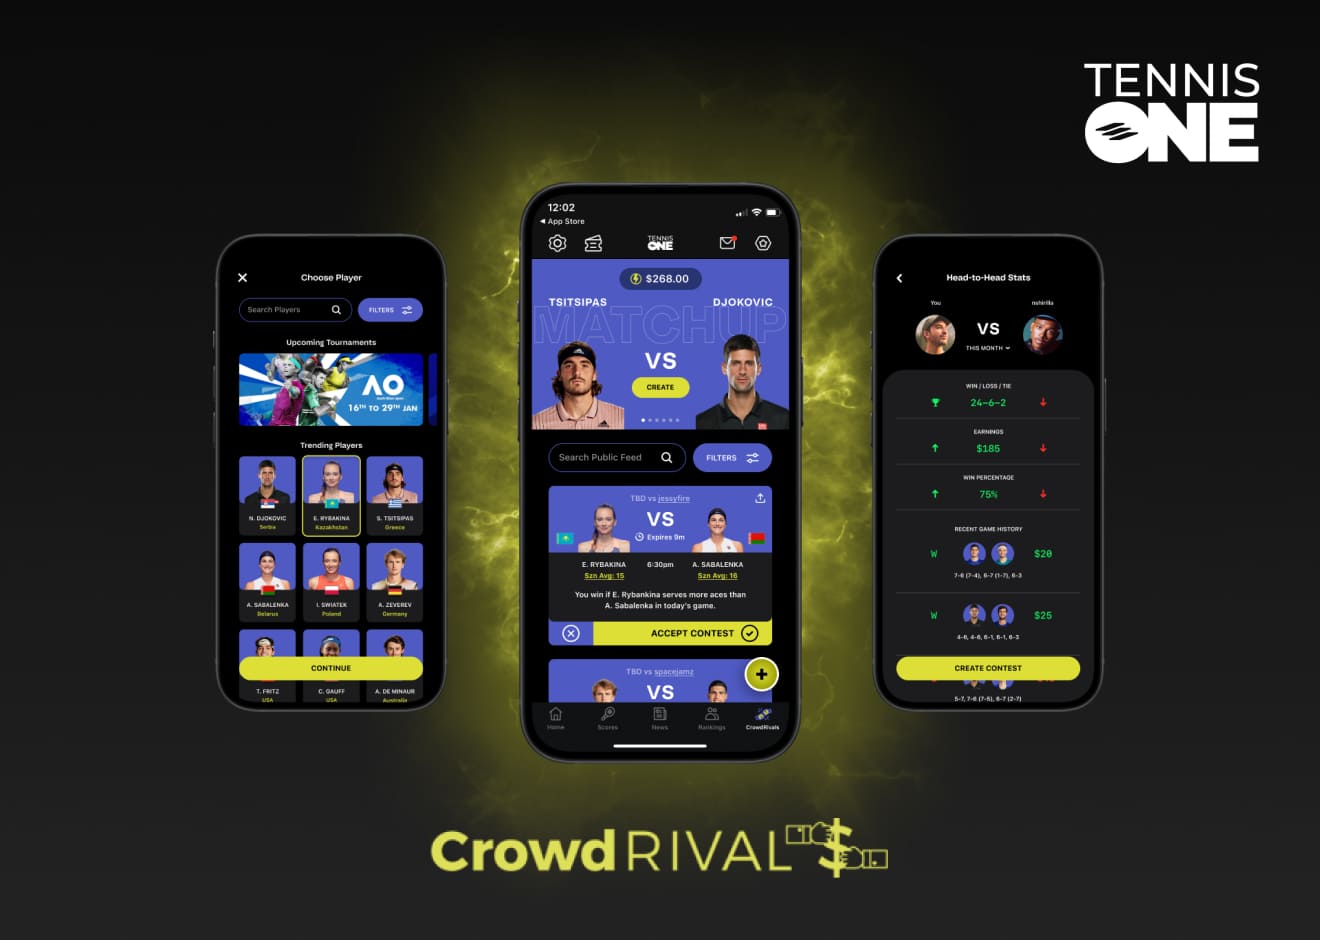 TENNIS
ONE
Choose Player
Search Players
FILTERS
Upcoming Tournaments
AO
16TH TO 29TH JAN
Trending Players
N. DJOKOVIC
Serbia
E. RYBAKINA
Kazakhstan
S. TSITSIPAS
Greece
A. SABALENKA
Belarus
I. SWIATEK
Poland
A. ZEVEREV
Germany
CONTINUE
T. FRITZ
USA
C. GAUFF
USA
A. DE MINAUR
Australia
12:02
App Store
TENNIS
ONE
$268.00
TSITSIPAS
DJOKOVIC
MATCHUP
VS
CREATE
Search Public Feed
FILTERS
TBD vs jessyfire
VS
Expires 9m
E. RYBAKINA
6:30pm
A. SABALENKA
Szn Avg: 15
Szn Avg: 16
You win if E. Rybankina serves more aces than
A. Sabalenka in today's game.
ACCEPT CONTEST
TBD vs spacejamz
VS
Home
Scores
News
Rankings
CrowdRivals
Head-to-Head Stats
You
nshirilla
VS
THIS MONTH
WIN / LOSS / TIE
24-6-2
EARNINGS
$185
WIN PERCENTAGE
75%
RECENT GAME HISTORY
W
$20
7-6 (7-4), 6-7 (1-7), 6-3
W
$25
4-6, 4-6, 6-1, 6-1, 6-3
CREATE CONTEST
5-7, 7-6 (7-5), 6-7 (2-7)
CrowdRIVAL$